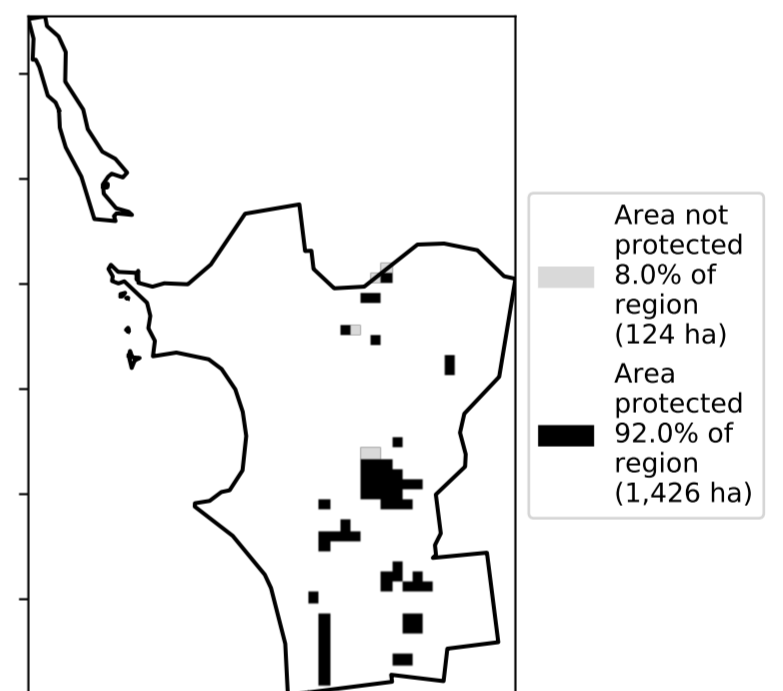 Area not
protected
8.0% of
region
(124 ha)
Area
protected
92.0% of
region
(1,426 ha)